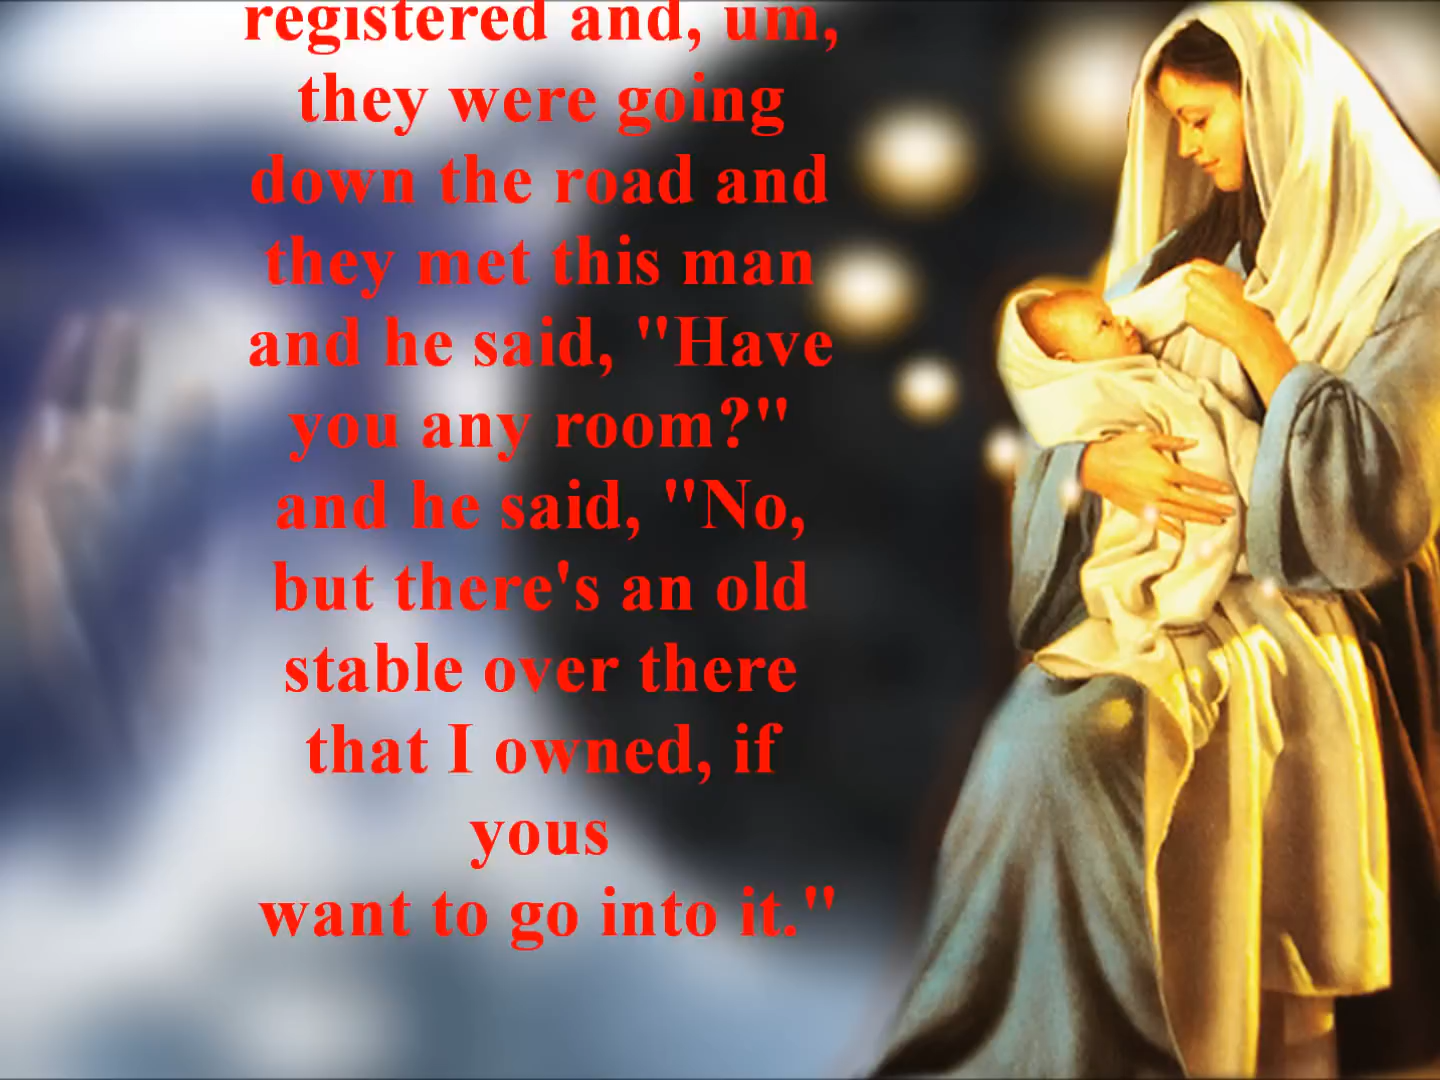 registered and, um,
they were going
down the road and
they met this man
and he said, "Have
you any room?"
and he said, "No,
but there's an old
stable over there
that I owned, if
yous
want to go into it."